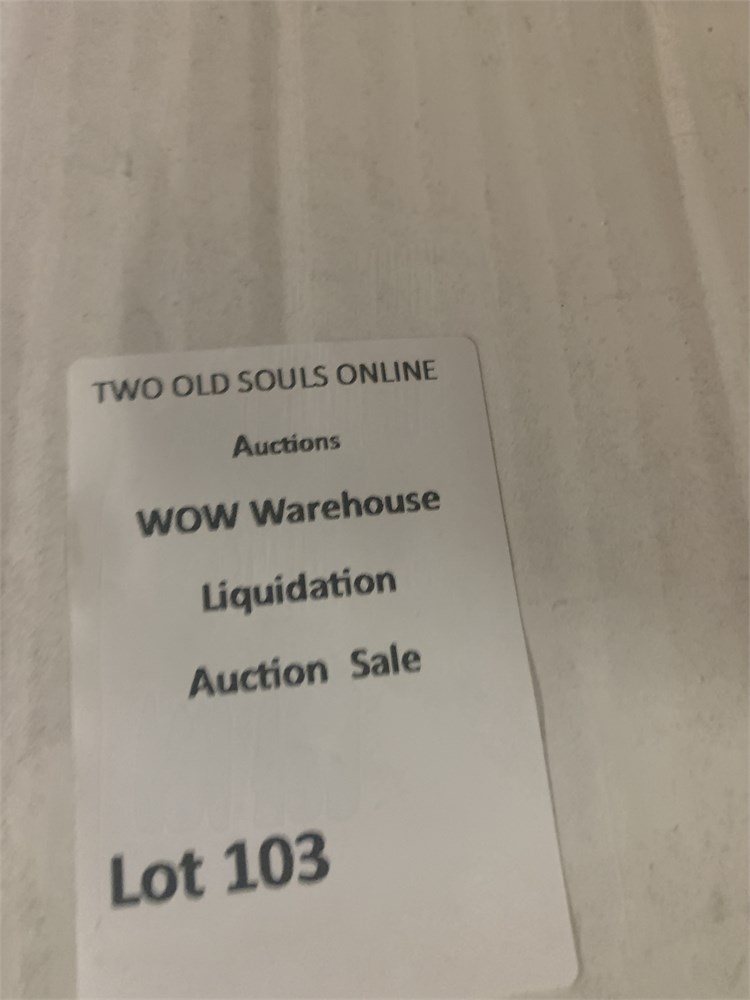 TWO OLD SOULS ONLINE
Auctions
WOW Warehouse
Liquidation
Auction Sale
Lot 103